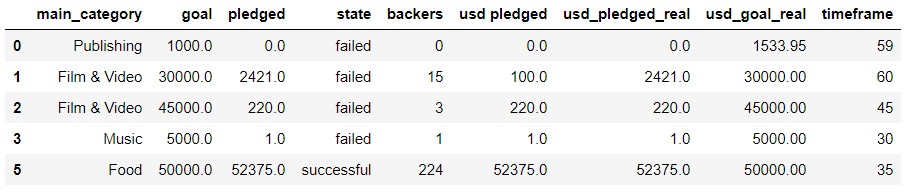 main_category goal pledged state backers usd pledged usd_pledged_real usd_goal_real timeframe
0 Publishing 1000.0 0.0 failed 0 0.0 0.0 1533.95 59
1 Film & Video 30000.0 2421.0 failed 15 100.0 2421.0 30000.00 60
2 Film & Video 45000.0 220.0 failed 3 220.0 220.0 45000.00 45
3 Music 5000.0 1.0 failed 1 1.0 1.0 5000.00 30
5 Food 50000.0 52375.0 successful 224 52375.0 52375.0 50000.00 35